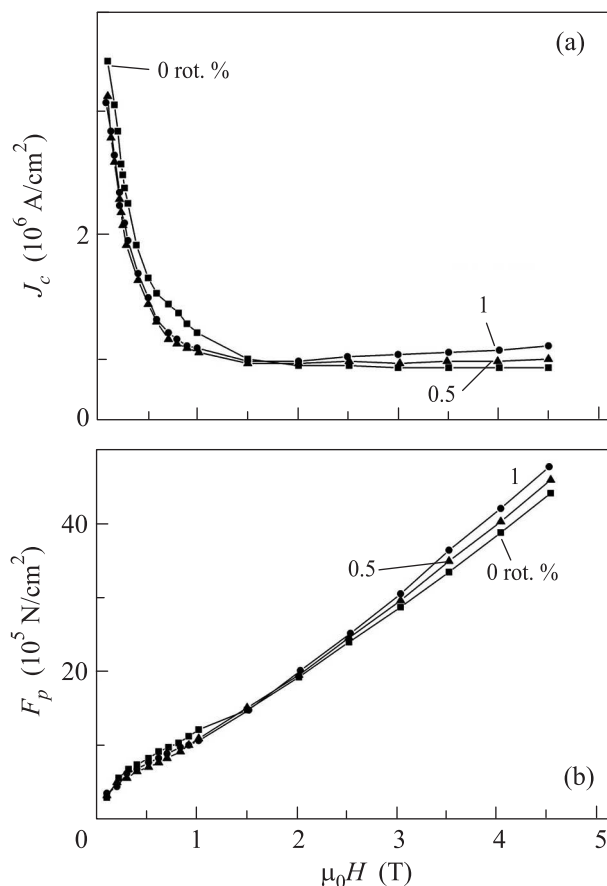 (a)
0 rot. %
J_c (10^6 A/cm^2)
2
1
0.5
0
(b)
1
40
0.5
0 rot. %
F_p (10^5 N/cm^2)
20
0
0 1 2 3 4 5
μ_0H (T)